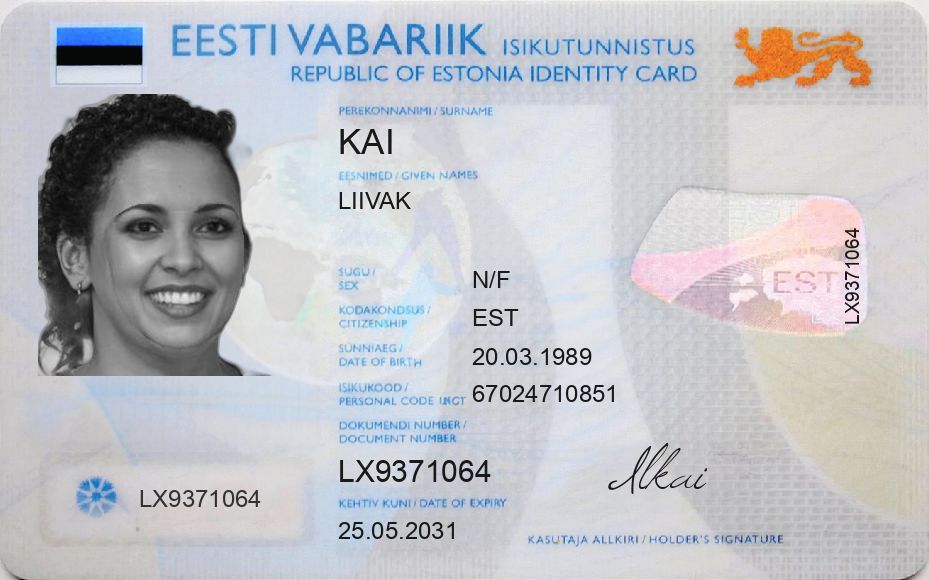 EESTI VABARIIK ISIKUTUNNISTUS
REPUBLIC OF ESTONIA IDENTITY CARD
PEREKONNANIMI / SURNAME
KAI
EESNIMED / GIVEN NAMES
LIIVAK
SUGU /
SEX
N/F
KODAKONDSUS /
CITIZENSHIP
EST
SÜNNIAEG /
DATE OF BIRTH
20.03.1989
ISIKUKOOD /
PERSONAL CODE
67024710851
DOKUMENDI NUMBER /
DOCUMENT NUMBER
LX9371064
KEHTIV KUNI / DATE OF EXPIRY
25.05.2031
LX9371064
EST
LX9371064
Alkai
KASUTAJA ALLKIRI / HOLDER'S SIGNATURE